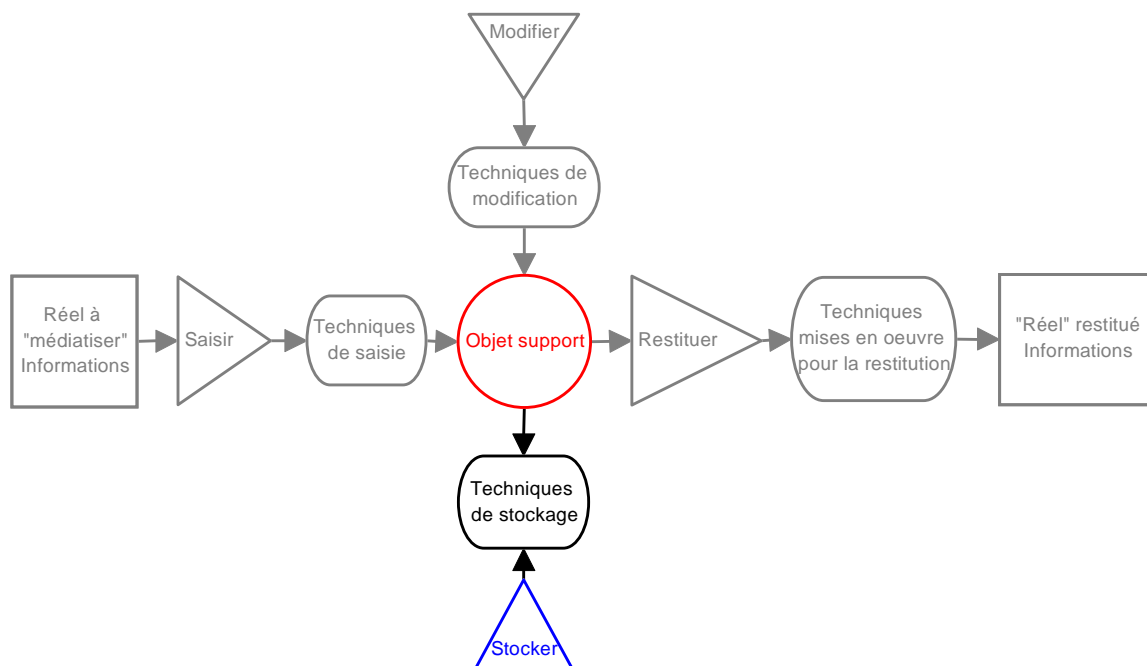 Modifier
Techniques de
modification
Réel à
"médiatiser"
Informations
Saisir
Techniques
de saisie
Objet support
Restituer
Techniques
mises en oeuvre
pour la restitution
"Réel" restitué
Informations
Techniques
de stockage
Stocker